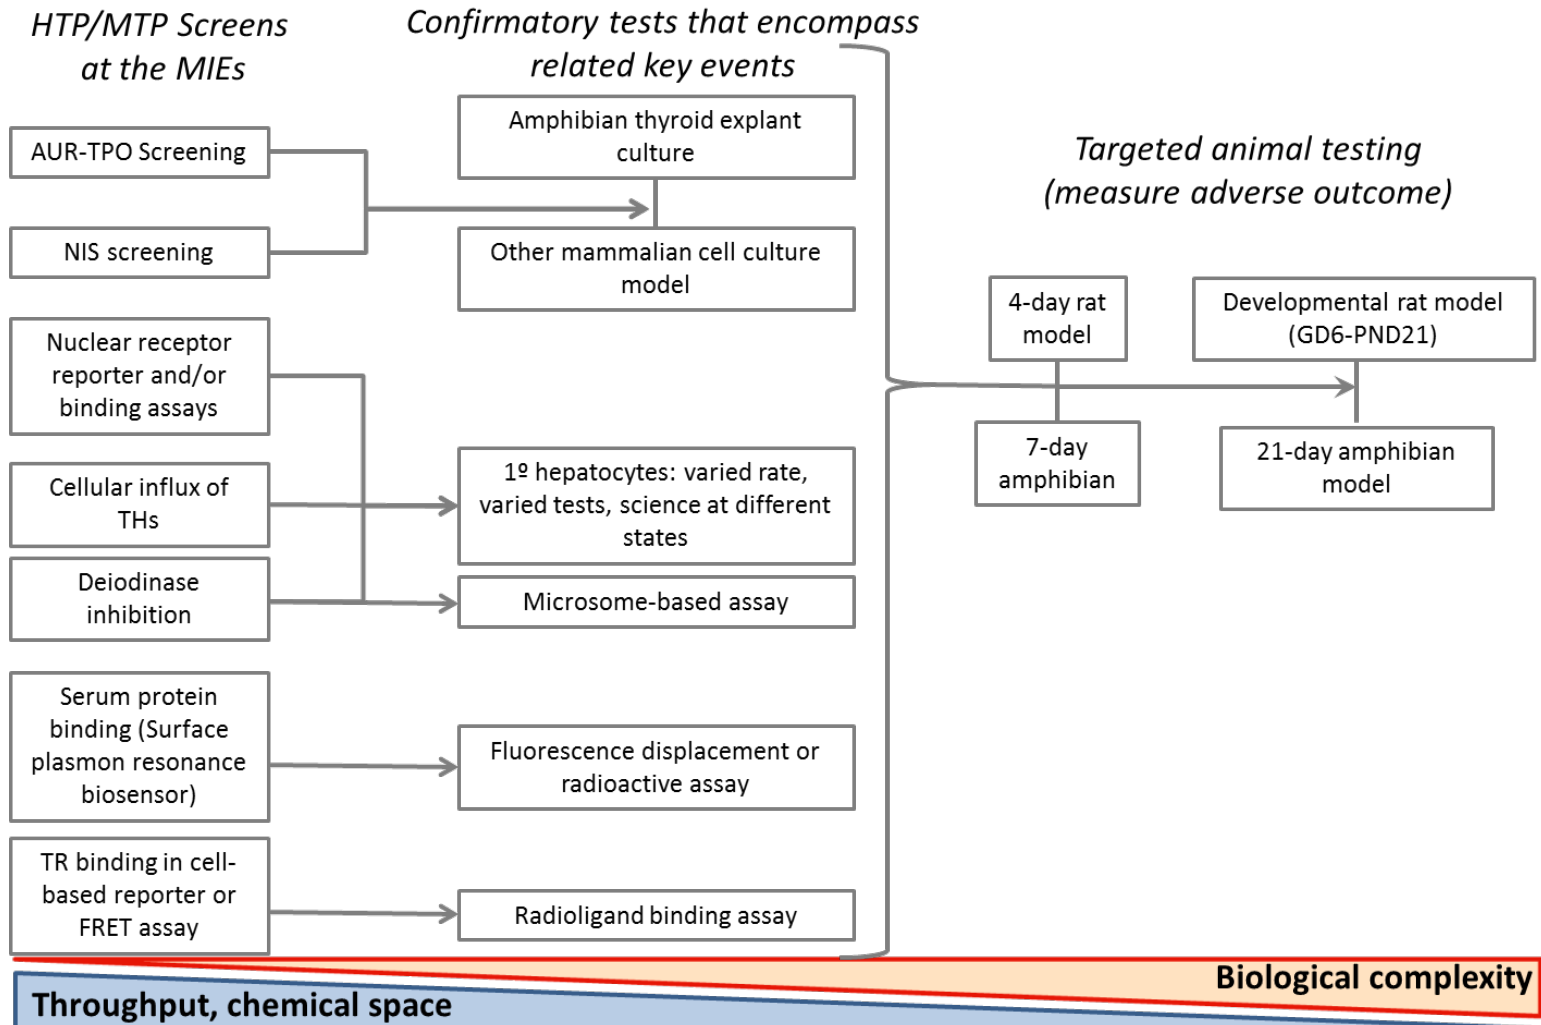 HTP/MTP Screens
at the MIEs
AUR-TPO Screening
NIS screening
Nuclear receptor
reporter and/or
binding assays
Cellular influx of
THs
Deiodinase
inhibition
Serum protein
binding (Surface
plasmon resonance
biosensor)
TR binding in cell-
based reporter or
FRET assay
Confirmatory tests that encompass
related key events
Amphibian thyroid explant
culture
Other mammalian cell culture
model
1º hepatocytes: varied rate,
varied tests, science at different
states
Microsome-based assay
Fluorescence displacement or
radioactive assay
Radioligand binding assay
Targeted animal testing
(measure adverse outcome)
4-day rat
model
7-day
amphibian
Developmental rat model
(GD6-PND21)
21-day amphibian
model
Biological complexity
Throughput, chemical space